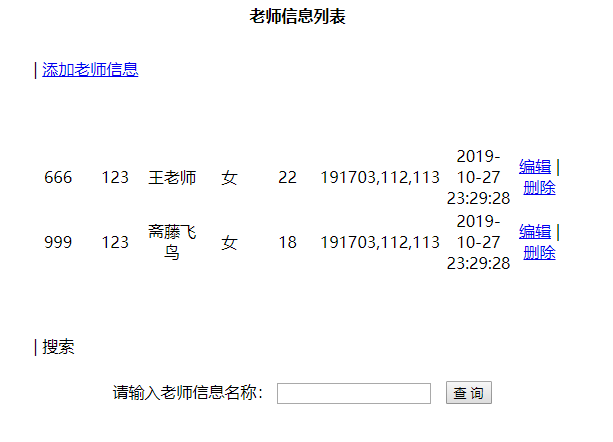 老师信息列表
| 添加老师信息
666 123 王老师 女 22 191703,112,113 2019-10-27 23:29:28 编辑 | 删除
999 123 斋藤飞鸟 女 18 191703,112,113 2019-10-27 23:29:28 编辑 | 删除
| 搜索
请输入老师信息名称： 查 询